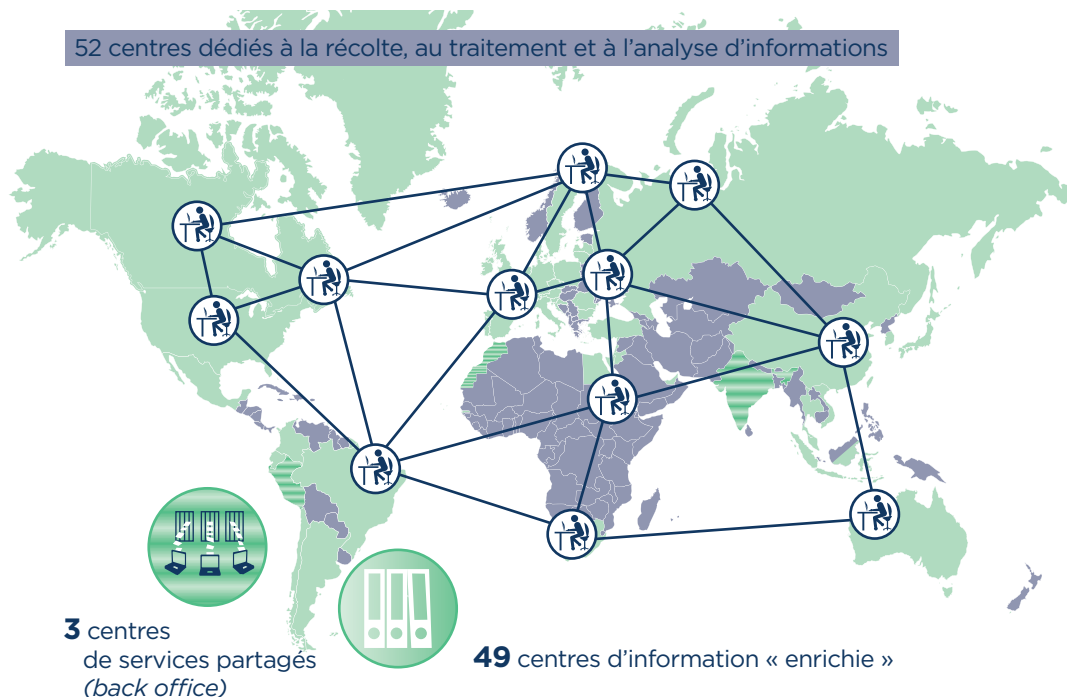 52 centres dédiés à la récolte, au traitement et à l’analyse d’informations
3 centres
de services partagés
(back office)
49 centres d’information « enrichie »